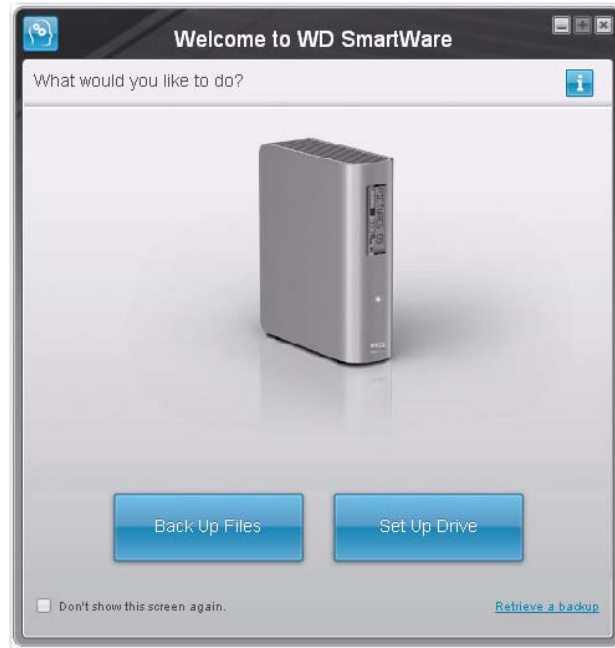 Welcome to WD SmartWare
What would you like to do?
Back Up Files
Set Up Drive
Don't show this screen again.
Retrieve a backup